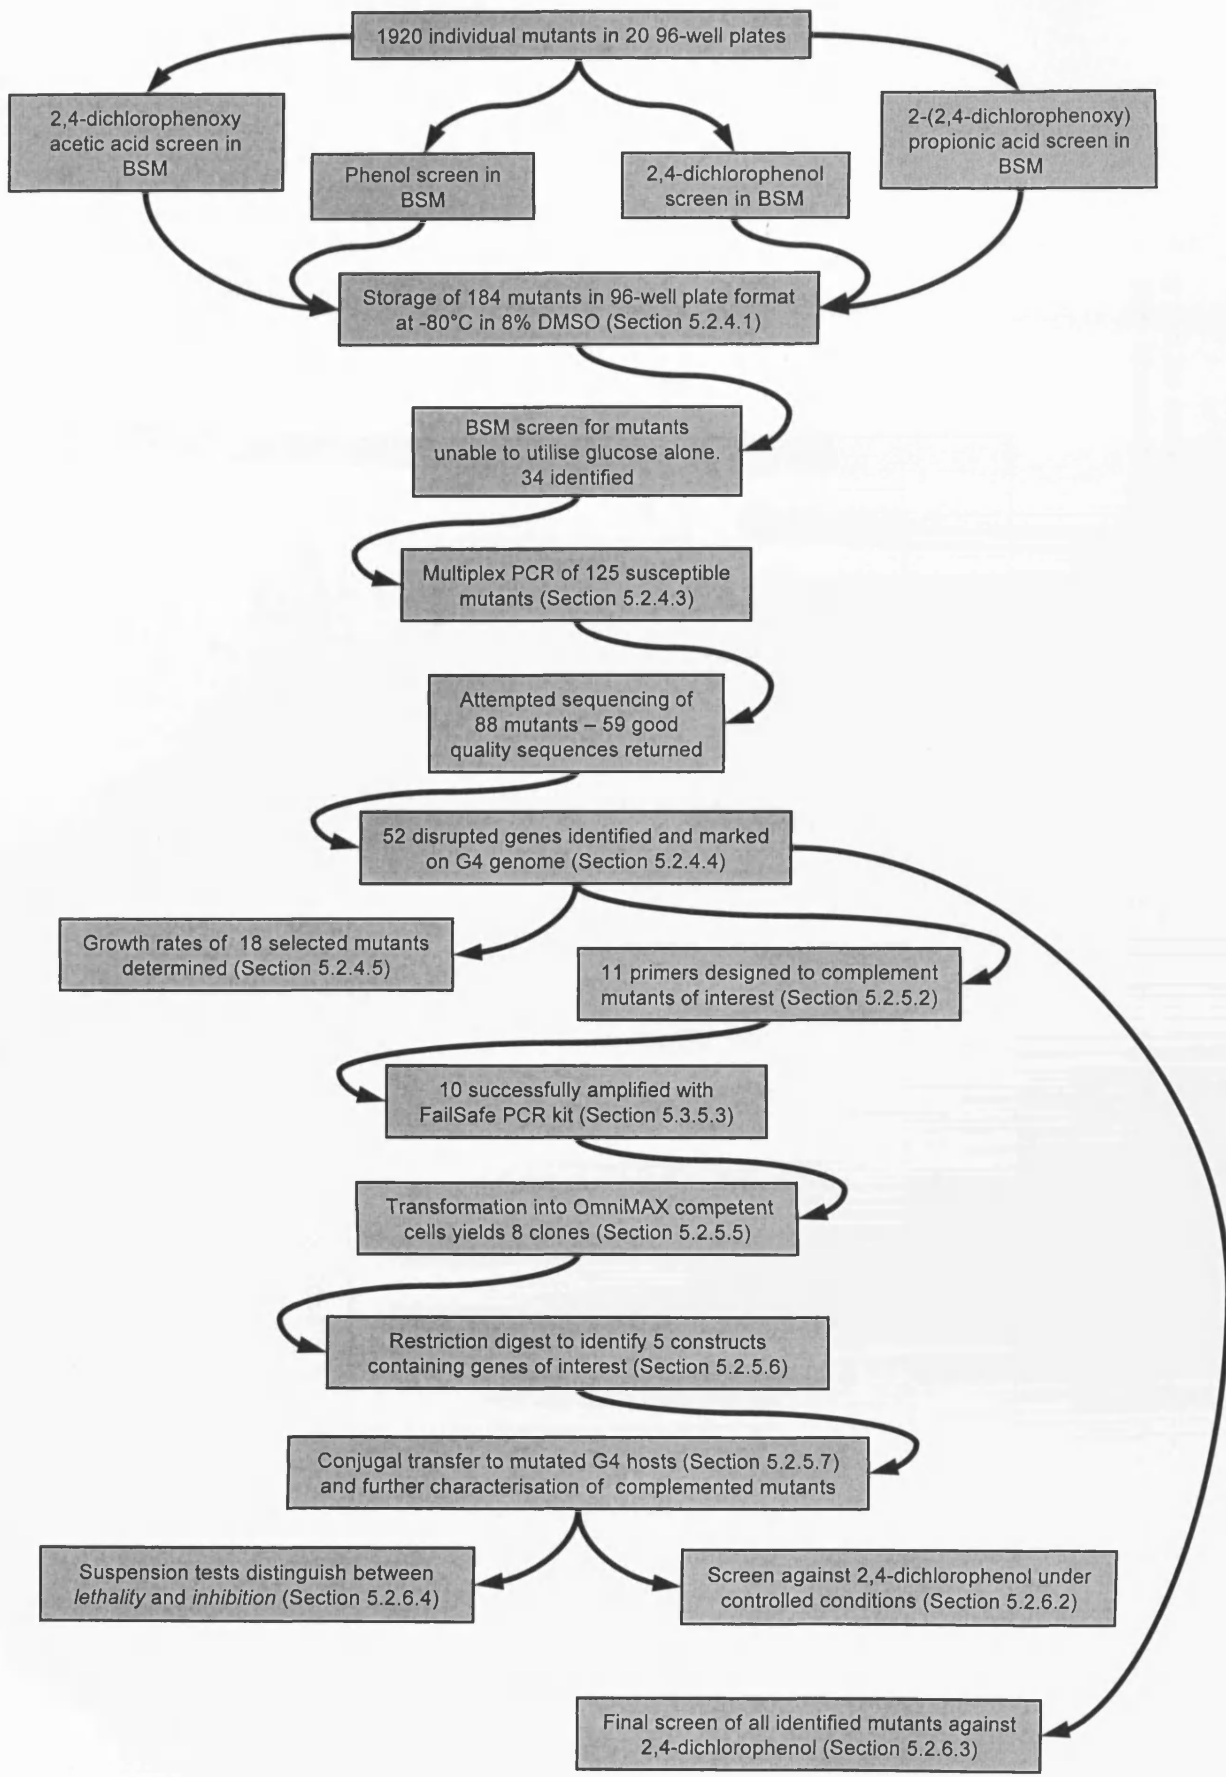 1920 individual mutants in 20 96-well plates
2,4-dichlorophenoxy
acetic acid screen in
BSM
Phenol screen in
BSM
2,4-dichlorophenol
screen in BSM
2-(2,4-dichlorophenoxy)
propionic acid screen in
BSM
Storage of 184 mutants in 96-well plate format
at -80°C in 8% DMSO (Section 5.2.4.1)
BSM screen for mutants
unable to utilise glucose alone.
34 identified
Multiplex PCR of 125 susceptible
mutants (Section 5.2.4.3)
Attempted sequencing of
88 mutants – 59 good
quality sequences returned
52 disrupted genes identified and marked
on G4 genome (Section 5.2.4.4)
Growth rates of 18 selected mutants
determined (Section 5.2.4.5)
11 primers designed to complement
mutants of interest (Section 5.2.5.2)
10 successfully amplified with
FailSafe PCR kit (Section 5.3.5.3)
Transformation into OmniMAX competent
cells yields 8 clones (Section 5.2.5.5)
Restriction digest to identify 5 constructs
containing genes of interest (Section 5.2.5.6)
Conjugal transfer to mutated G4 hosts (Section 5.2.5.7)
and further characterisation of complemented mutants
Suspension tests distinguish between
lethality and inhibition (Section 5.2.6.4)
Screen against 2,4-dichlorophenol under
controlled conditions (Section 5.2.6.2)
Final screen of all identified mutants against
2,4-dichlorophenol (Section 5.2.6.3)